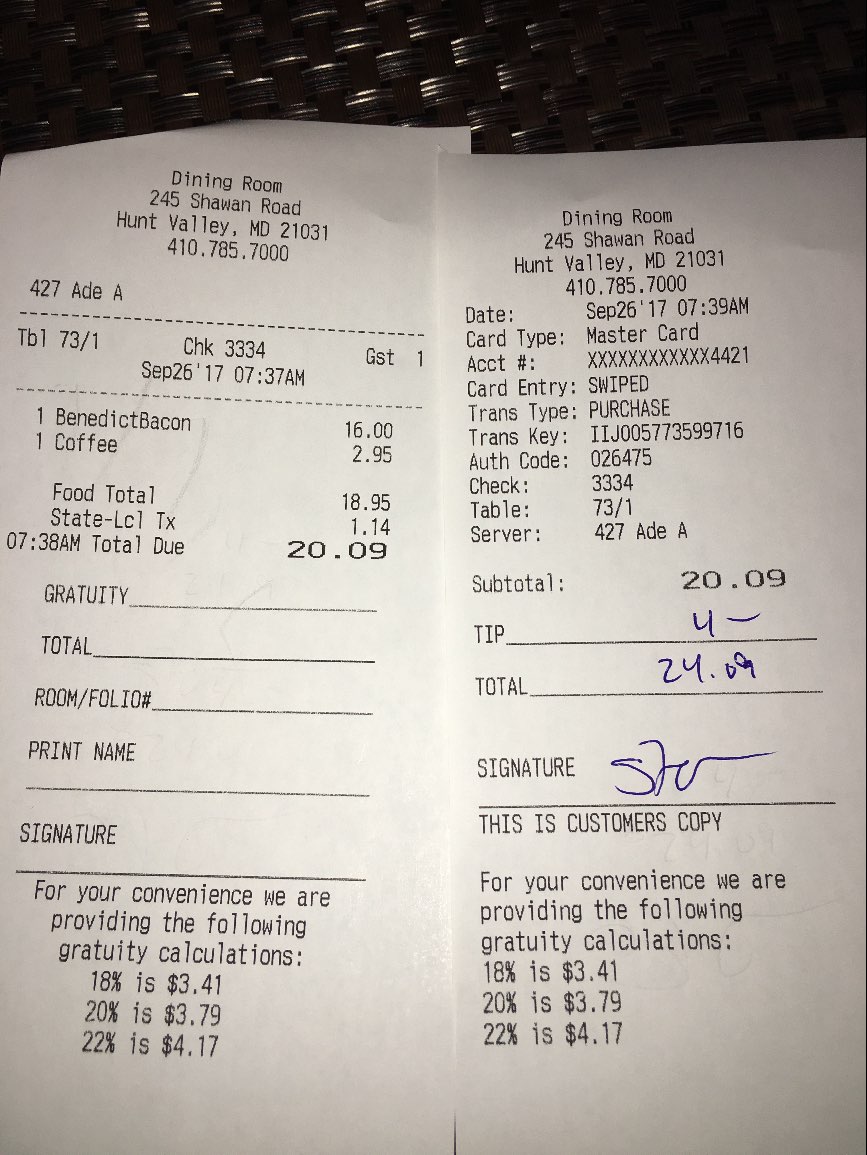 Dining Room
245 Shawan Road
Hunt Valley, MD 21031
410.785.7000
427 Ade A
Tbl 73/1 Chk 3334 Gst 1
Sep26'17 07:37AM
1 BenedictBacon 16.00
1 Coffee 2.95
Food Total 18.95
State-Lcl Tx 1.14
07:38AM Total Due 20.09
GRATUITY
TOTAL
ROOM/FOLIO#
PRINT NAME
SIGNATURE
For your convenience we are
providing the following
gratuity calculations:
18% is $3.41
20% is $3.79
22% is $4.17
Dining Room
245 Shawan Road
Hunt Valley, MD 21031
410.785.7000
Date: Sep26'17 07:39AM
Card Type: Master Card
Acct #: XXXXXXXXXXXX4421
Card Entry: SWIPED
Trans Type: PURCHASE
Trans Key: IIJ005773599716
Auth Code: 026475
Check: 3334
Table: 73/1
Server: 427 Ade A
Subtotal: 20.09
TIP 4 —
TOTAL 24.09
SIGNATURE
THIS IS CUSTOMERS COPY
For your convenience we are
providing the following
gratuity calculations:
18% is $3.41
20% is $3.79
22% is $4.17